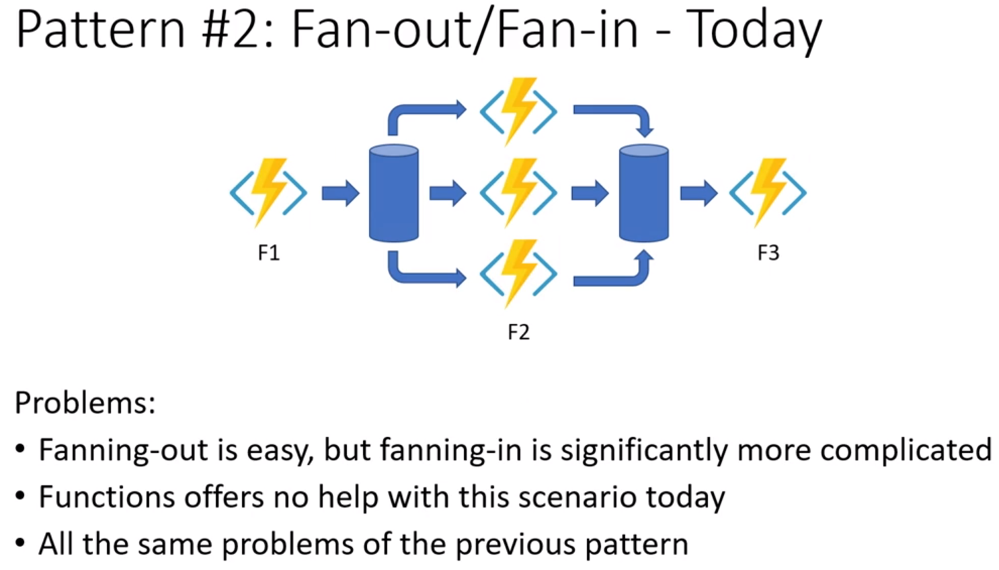 Pattern #2: Fan-out/Fan-in - Today
F1
F3
F2
Problems:
• Fanning-out is easy, but fanning-in is significantly more complicated
• Functions offers no help with this scenario today
• All the same problems of the previous pattern